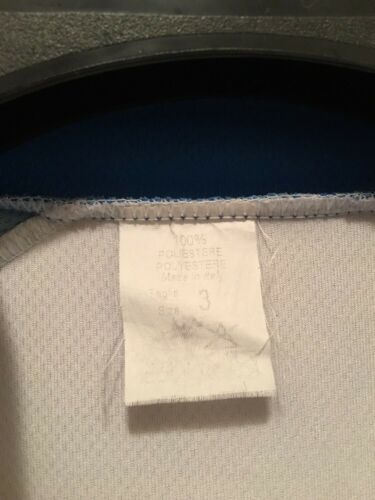 100%
POLIESTERE
POLYESTERE
Made in Italy
Taglia
Size 3